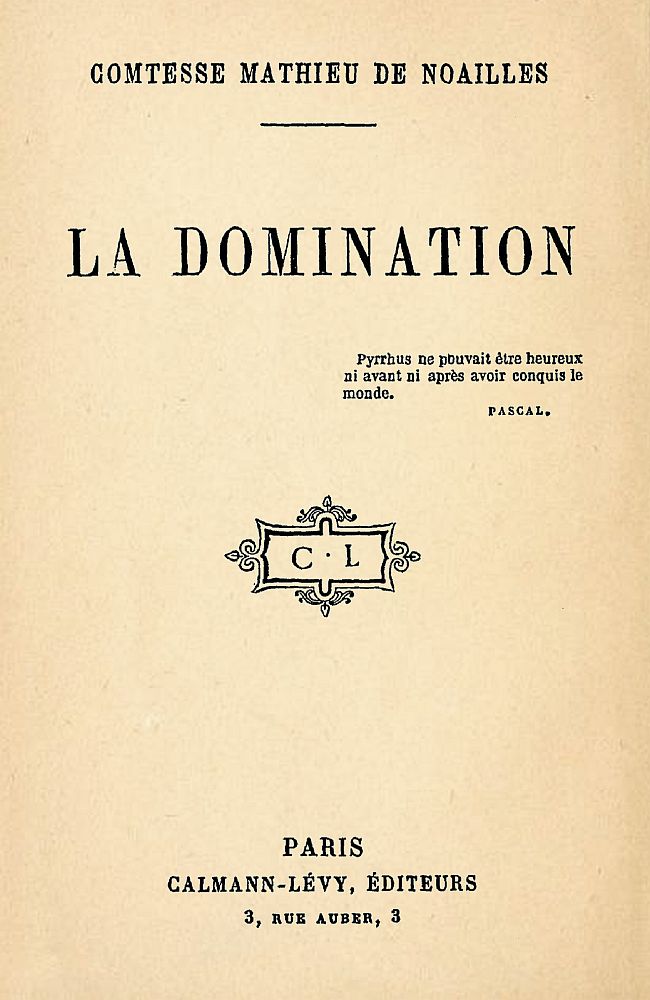 COMTESSE MATHIEU DE NOAILLES
LA DOMINATION
Pyrrhus ne pouvait être heureux
ni avant ni après avoir conquis le
monde.
PASCAL.
C · L
PARIS
CALMANN-LÉVY, ÉDITEURS
3, RUE AUBER, 3